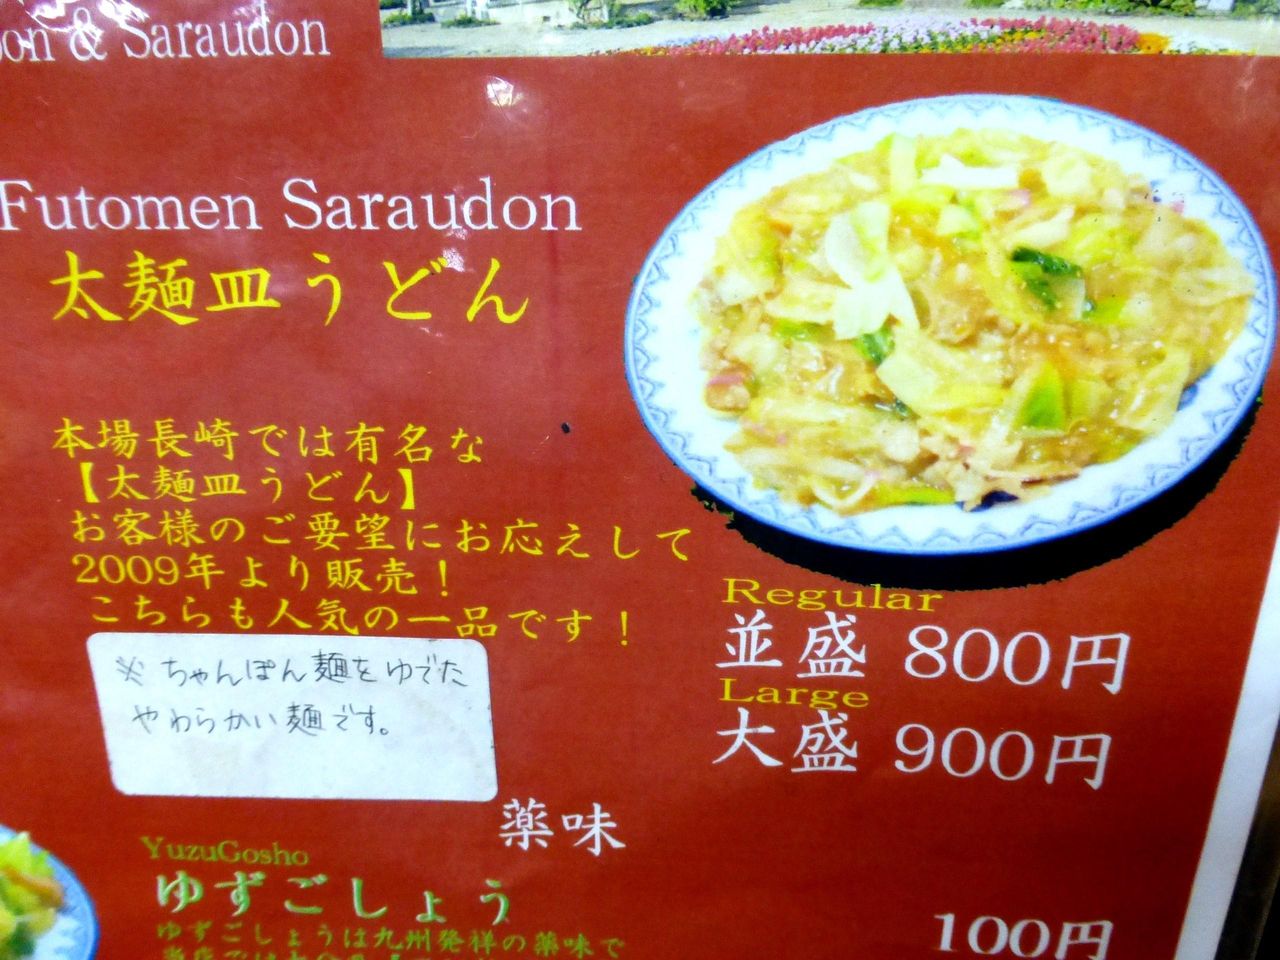 & Saraudon
Futomen Saraudon
太麺皿うどん
本場長崎では有名な
【太麺皿うどん】
お客様のご要望にお応えして
2009年より販売！
こちらも人気の一品です！
※ちゃんぽん麺をゆでた
やわらかい麺です。
Regular
並盛 800円
Large
大盛 900円
薬味
YuzuGosho
ゆずごしょう
100円
ゆずごしょうは九州発祥の薬味で